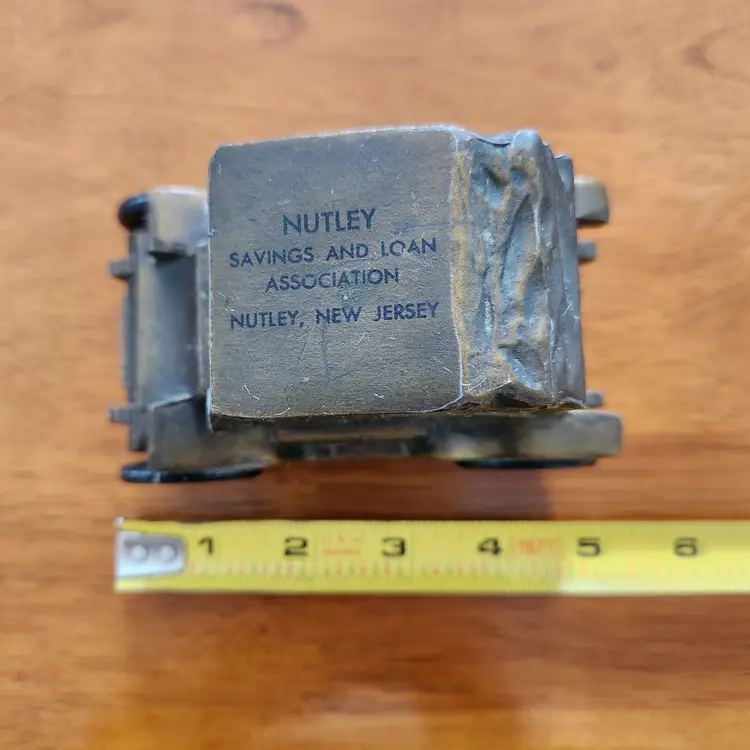 NUTLEY
SAVINGS AND LOAN
ASSOCIATION
NUTLEY, NEW JERSEY
1 2 3 4 5 6